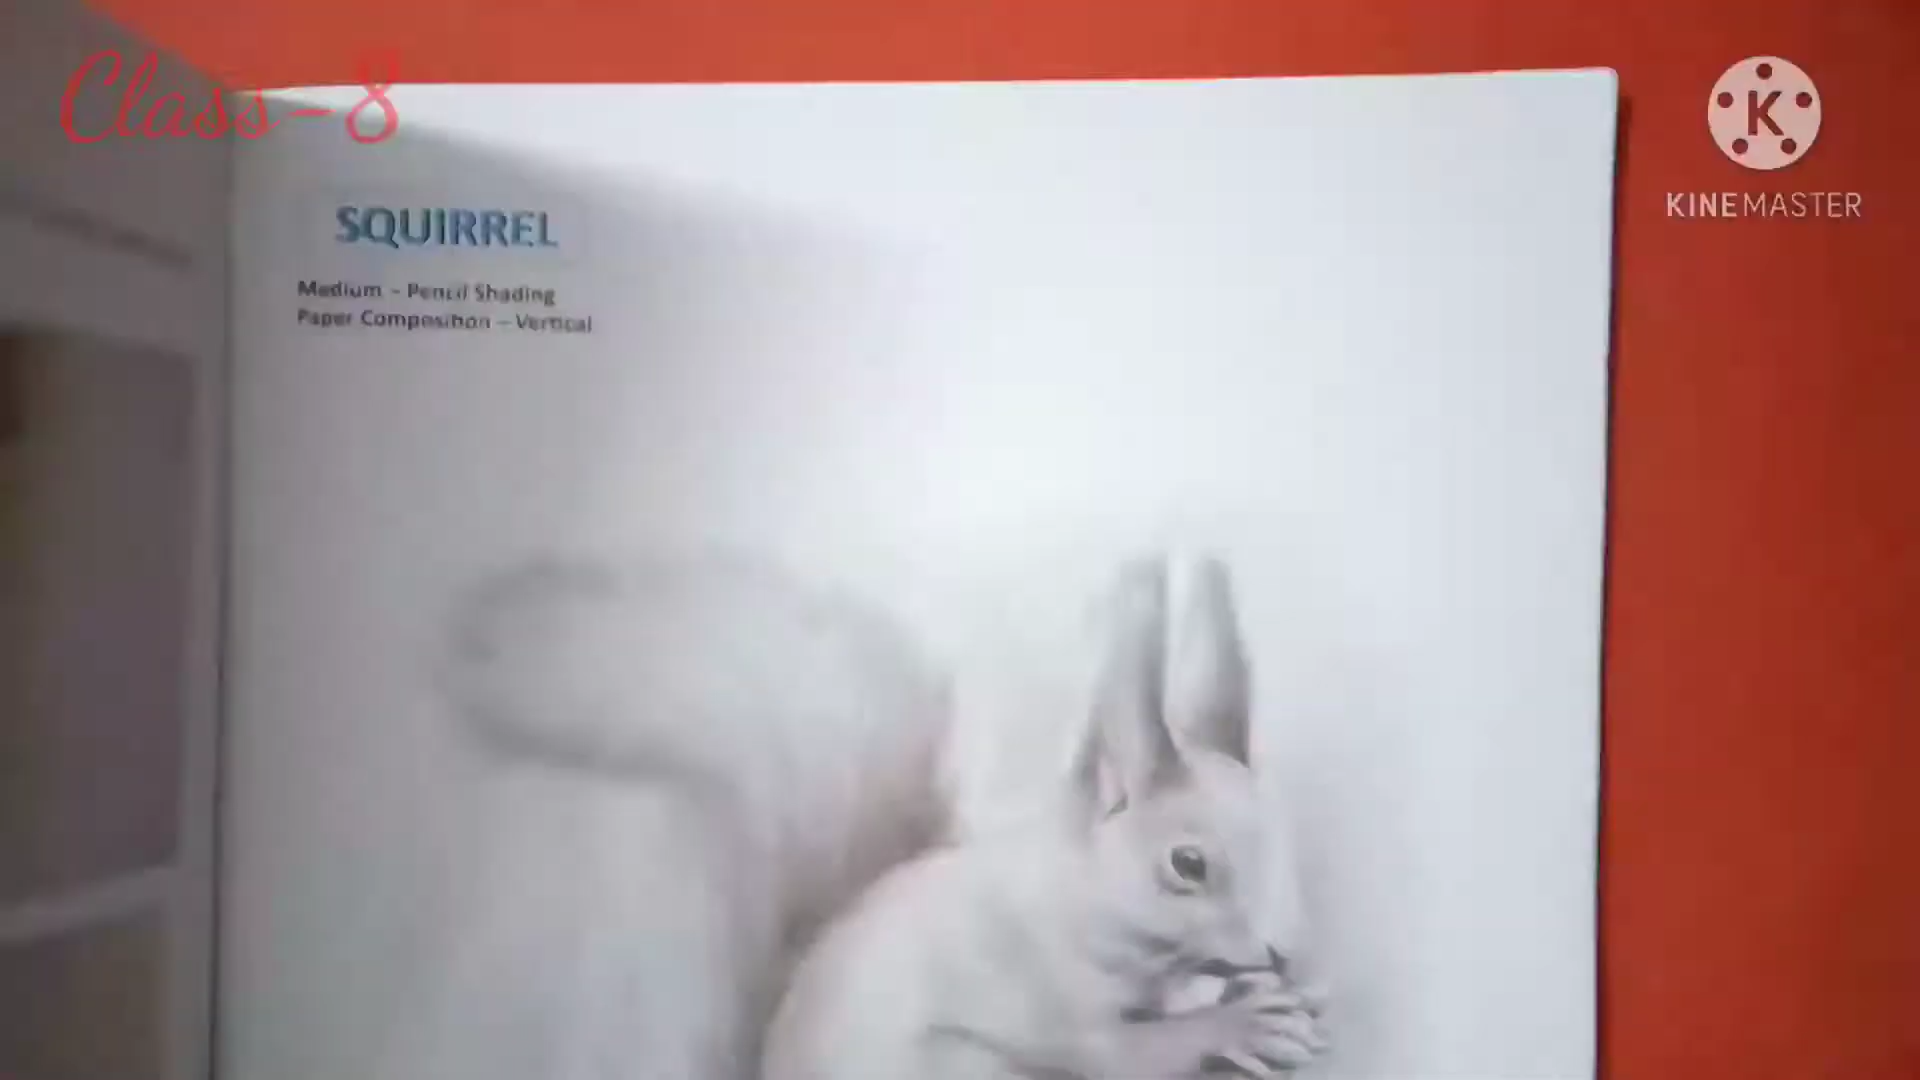 Class-8
K
KINEMASTER
SQUIRREL
Medium - Pencil Shading
Paper Composition – Vertical